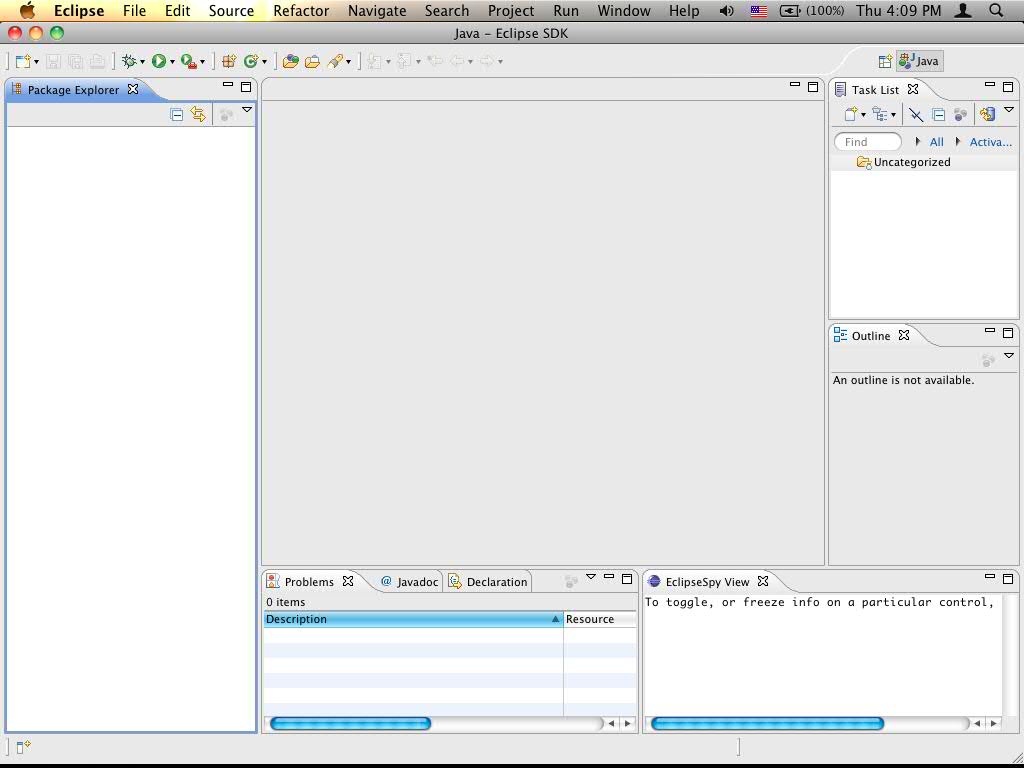 Eclipse File Edit Source Refactor Navigate Search Project Run Window Help (100%) Thu 4:09 PM
Java – Eclipse SDK
Java
Package Explorer
Task List
Find All Activa...
Uncategorized
Outline
An outline is not available.
Problems @ Javadoc Declaration
0 items
Description Resource
EclipseSpy View
To toggle, or freeze info on a particular control,